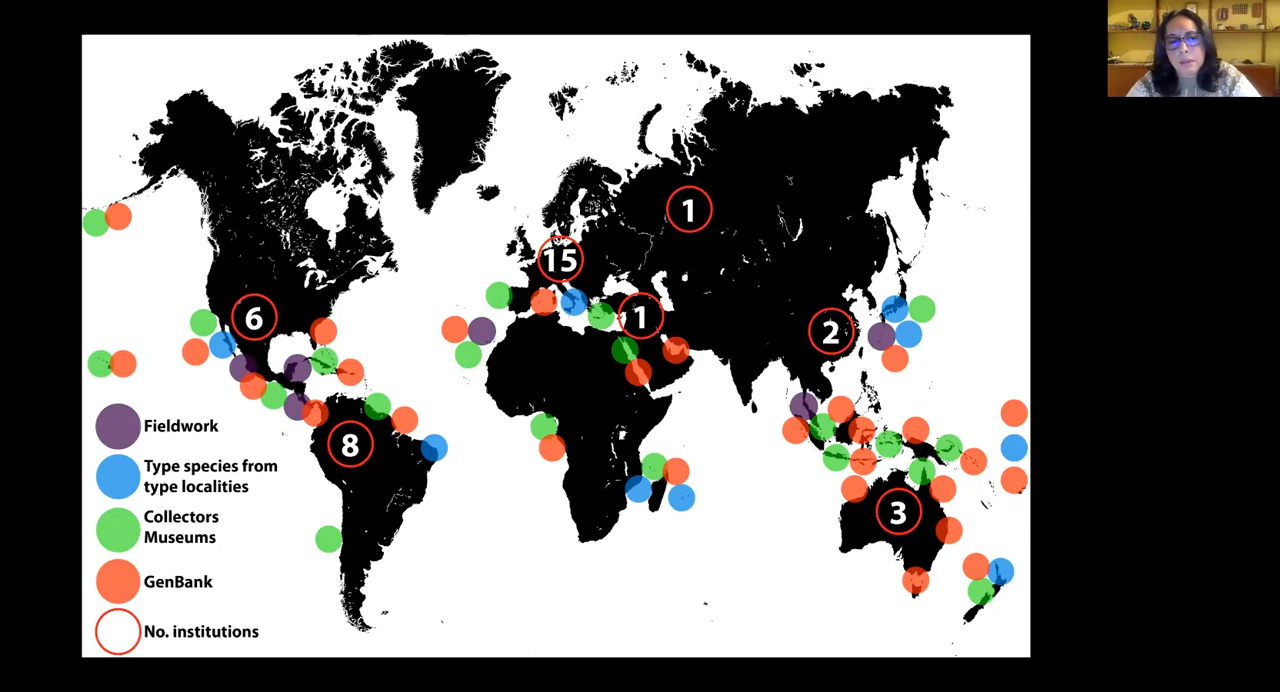 1
15
6
1
2
8
3
Fieldwork
Type species from
type localities
Collectors
Museums
GenBank
No. institutions